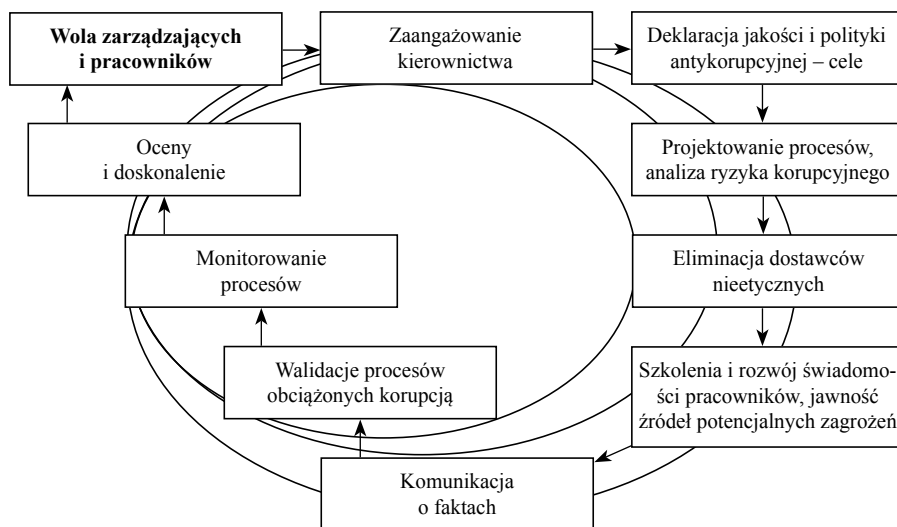 Wola zarządzających
i pracowników
Zaangażowanie
kierownictwa
Deklaracja jakości i polityki
antykorupcyjnej – cele
Oceny
i doskonalenie
Projektowanie procesów,
analiza ryzyka korupcyjnego
Monitorowanie
procesów
Eliminacja dostawców
nieetycznych
Walidacje procesów
obciążonych korupcją
Szkolenia i rozwój świadomo-
ści pracowników, jawność
źródeł potencjalnych zagrożeń
Komunikacja
o faktach